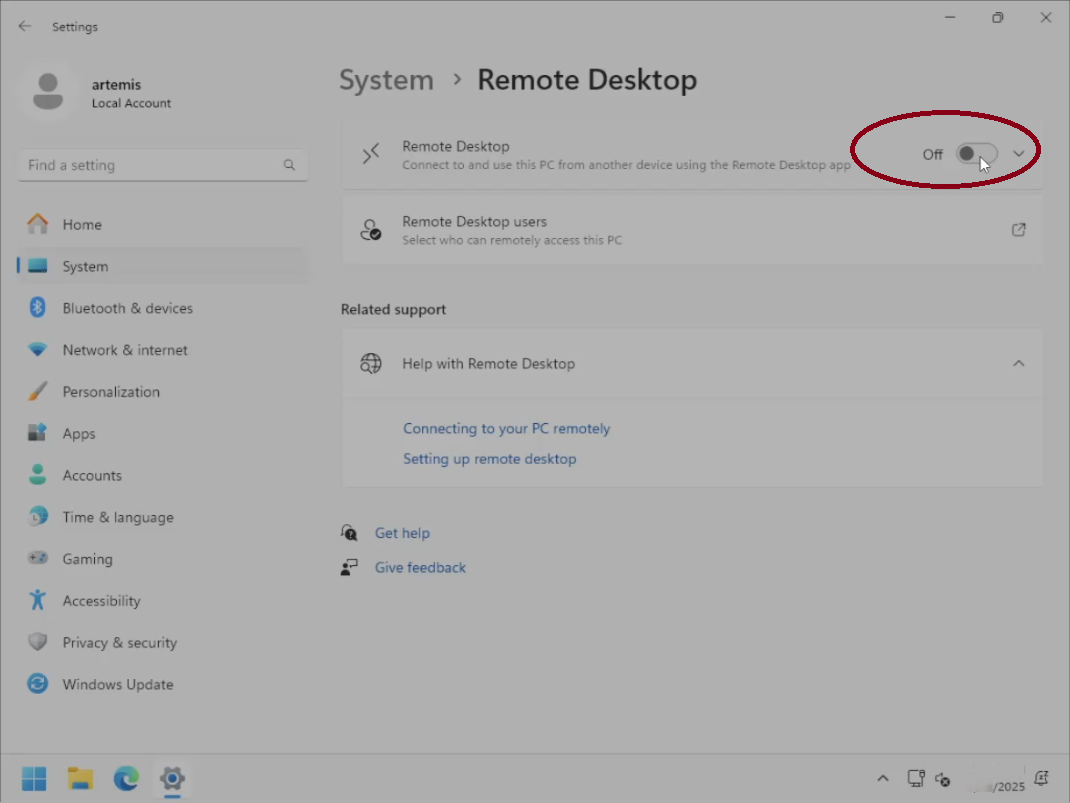 Settings
artemis
Local Account
Find a setting
Home
System
Bluetooth & devices
Network & internet
Personalization
Apps
Accounts
Time & language
Gaming
Accessibility
Privacy & security
Windows Update
System › Remote Desktop
Remote Desktop
Connect to and use this PC from another device using the Remote Desktop app
Off
Remote Desktop users
Select who can remotely access this PC
Related support
Help with Remote Desktop
Connecting to your PC remotely
Setting up remote desktop
Get help
Give feedback
/2025